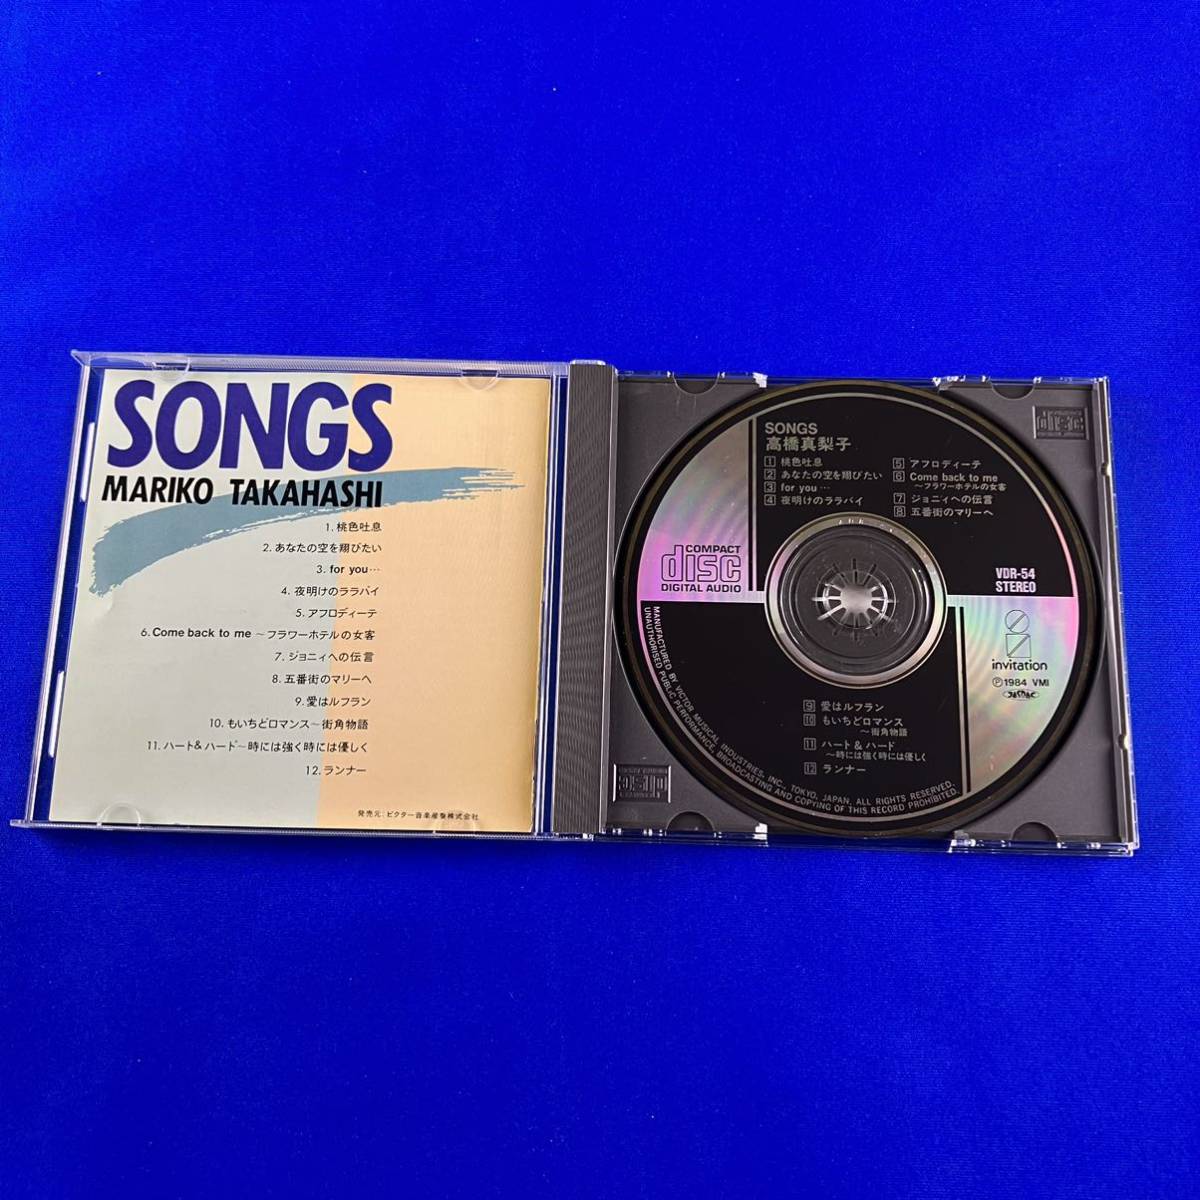 SONGS
MARIKO TAKAHASHI
1. 桃色吐息
2. あなたの空を翔びたい
3. for you…
4. 夜明けのララバイ
5. アフロディーテ
6. Come back to me ～フラワーホテルの女客
7. ジョニィへの伝言
8. 五番街のマリーへ
9. 愛はルフラン
10. もいちどロマンス～街角物語
11. ハート&ハード～時には強く時には優しく
12. ランナー
発売元:ビクター音楽産業株式会社
SONGS
高橋真梨子
1 桃色吐息
2 あなたの空を翔びたい
3 for you…
4 夜明けのララバイ
5 アフロディーテ
6 Come back to me
～フラワーホテルの女客
7 ジョニィへの伝言
8 五番街のマリーへ
COMPACT
disc
DIGITAL AUDIO
VDR-54
STEREO
invitation
Ⓟ1984 VMI
JASRAC
9 愛はルフラン
10 もいちどロマンス
～街角物語
11 ハート&ハード
～時には強く時には優しく
12 ランナー
MANUFACTURED BY VICTOR MUSICAL INDUSTRIES, INC., TOKYO, JAPAN. ALL RIGHTS RESERVED.
UNAUTHORISED PUBLIC PERFORMANCE, BROADCASTING AND COPYING OF THIS RECORD PROHIBITED.
disc
disc